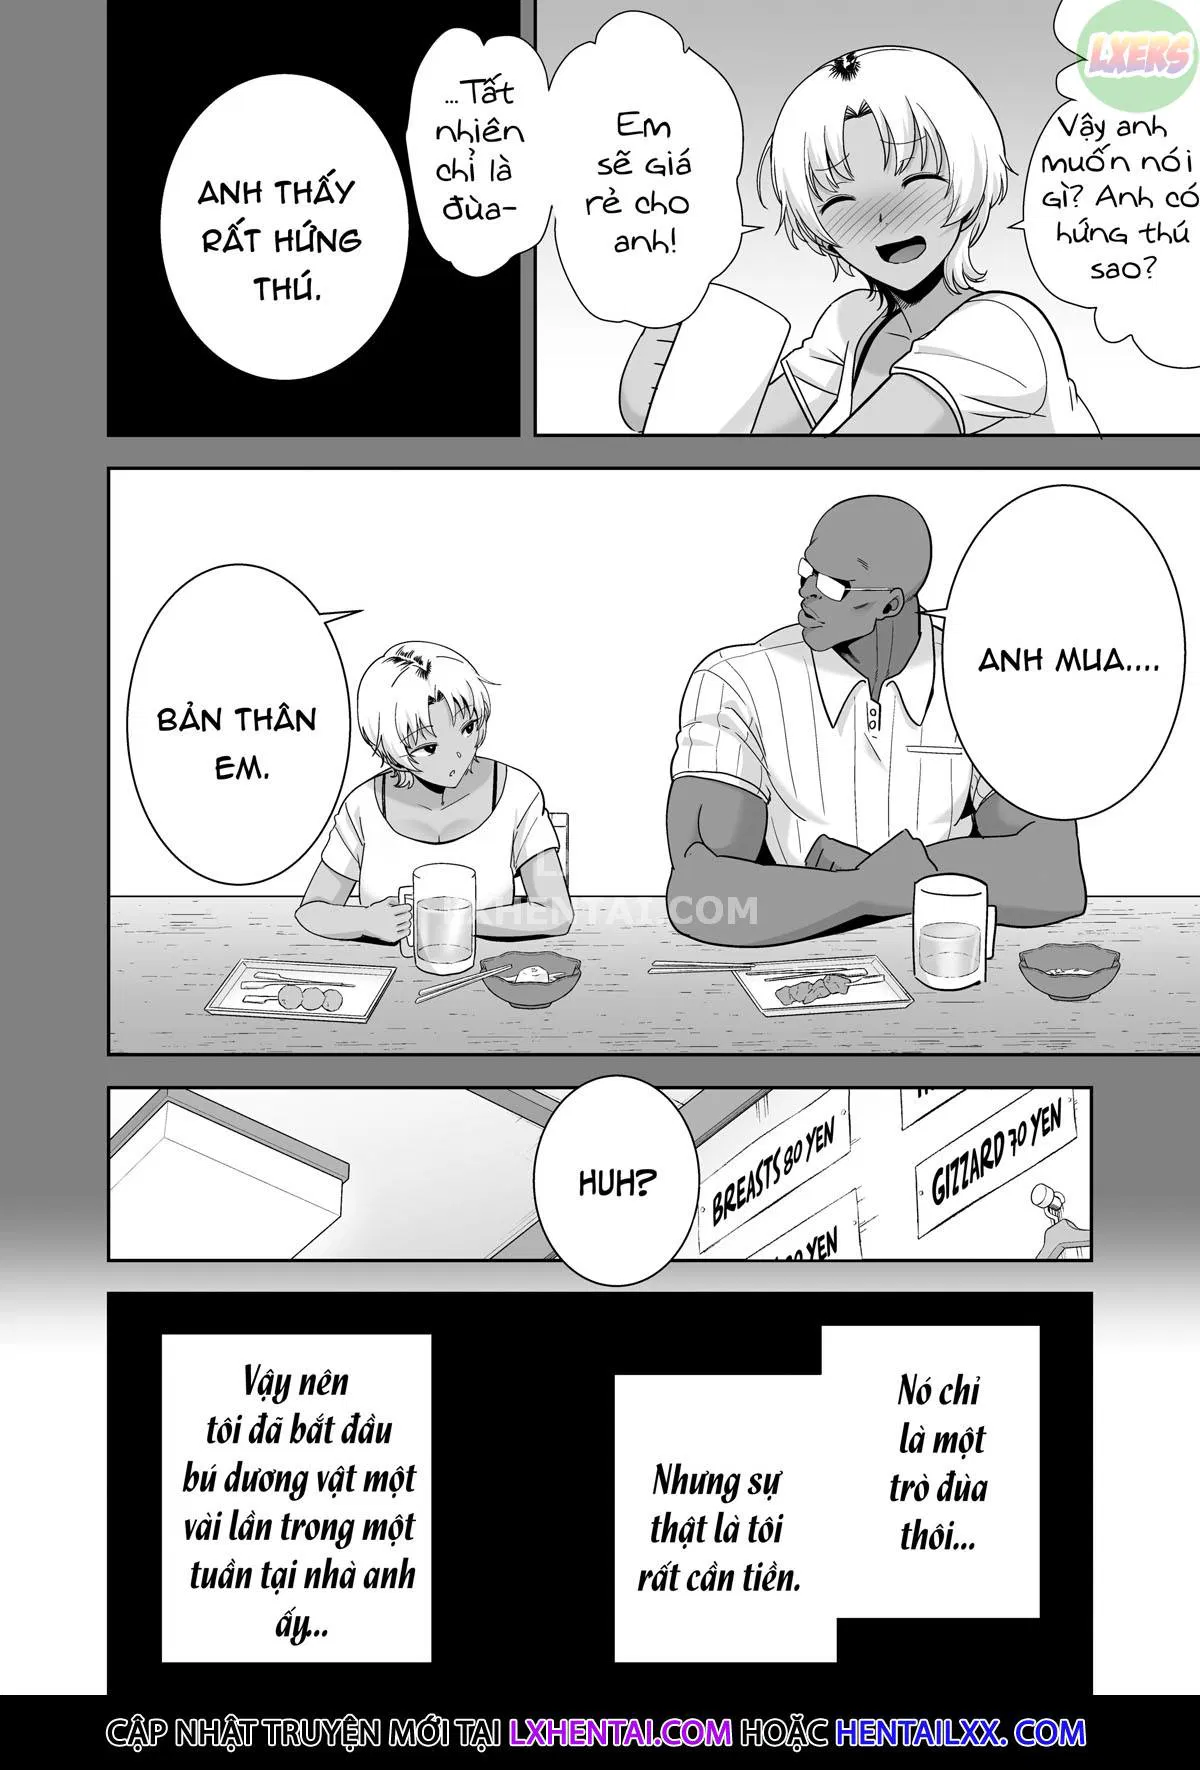 LXERS
Vậy anh
muốn nói
gì? Anh có
hứng thú
sao?
Em
sẽ giá
rẻ cho
anh!
...Tất
nhiên
chỉ là
đùa-
ANH THẤY
RẤT HỨNG
THÚ.
ANH MUA....
BẢN THÂN
EM.
LXHENTAI.COM
HUH?
BREASTS 80 YEN
GIZZARD 70 YEN
YEN
Nó chỉ
là một
trò đùa
thôi...
Nhưng sự
thật là tôi
rất cần tiền.
Vậy nên
tôi đã bắt đầu
bú dương vật một
vài lần trong một
tuần tại nhà anh
ấy...
CẬP NHẬT TRUYỆN MỚI TẠI LXHENTAI.COM HOẶC HENTAILXX. COM